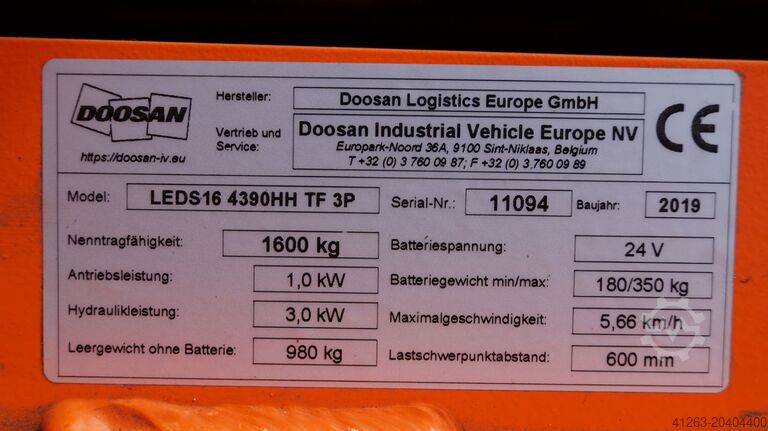 DOOSAN
https://doosan-iv.eu
Hersteller: Doosan Logistics Europe GmbH
Vertrieb und Service: Doosan Industrial Vehicle Europe NV
Europark-Noord 36A, 9100 Sint-Niklaas, Belgium
T +32 (0) 3 760 09 87; F +32 (0) 3 760 09 89
CE
Model: LEDS16 4390HH TF 3P Serial-Nr.: 11094 Baujahr: 2019
Nenntragfähigkeit: 1600 kg Batteriespannung: 24 V
Antriebsleistung: 1,0 kW Batteriegewicht min/max: 180/350 kg
Hydraulikleistung: 3,0 kW Maximalgeschwindigkeit: 5,66 km/h
Leergewicht ohne Batterie: 980 kg Lastschwerpunktabstand: 600 mm
41263-20404400